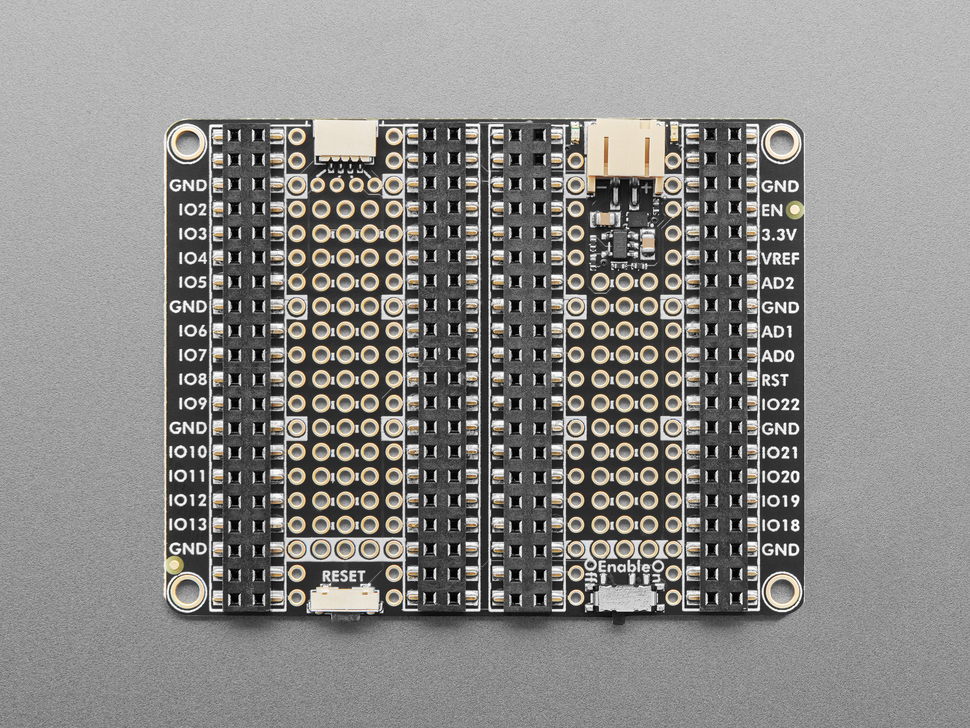 GND
IO2
IO3
IO4
IO5
GND
IO6
IO7
IO8
IO9
GND
IO10
IO11
IO12
IO13
GND
RESET
+
Enable
GND
EN
3.3V
VREF
AD2
GND
AD1
AD0
RST
IO22
GND
IO21
IO20
IO19
IO18
GND